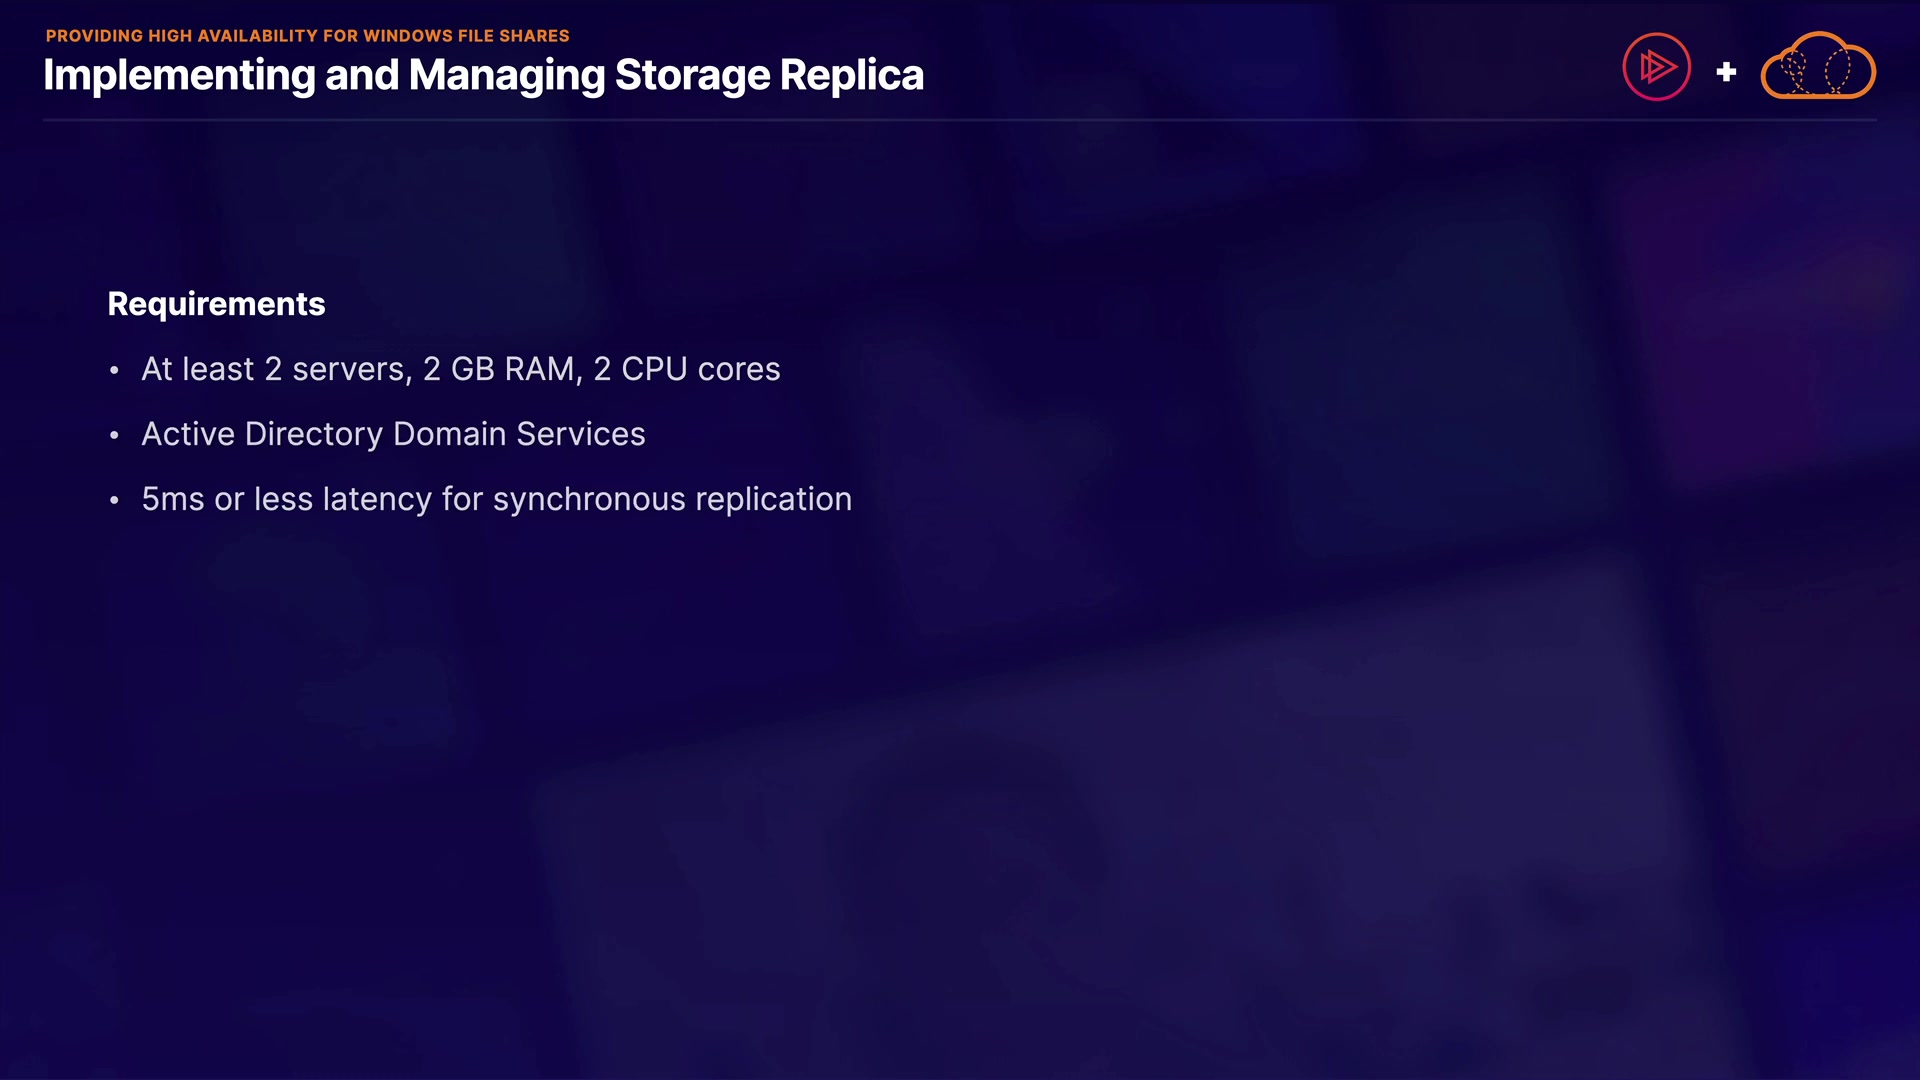 PROVIDING HIGH AVAILABILITY FOR WINDOWS FILE SHARES
Implementing and Managing Storage Replica
+
Requirements
• At least 2 servers, 2 GB RAM, 2 CPU cores
• Active Directory Domain Services
• 5ms or less latency for synchronous replication